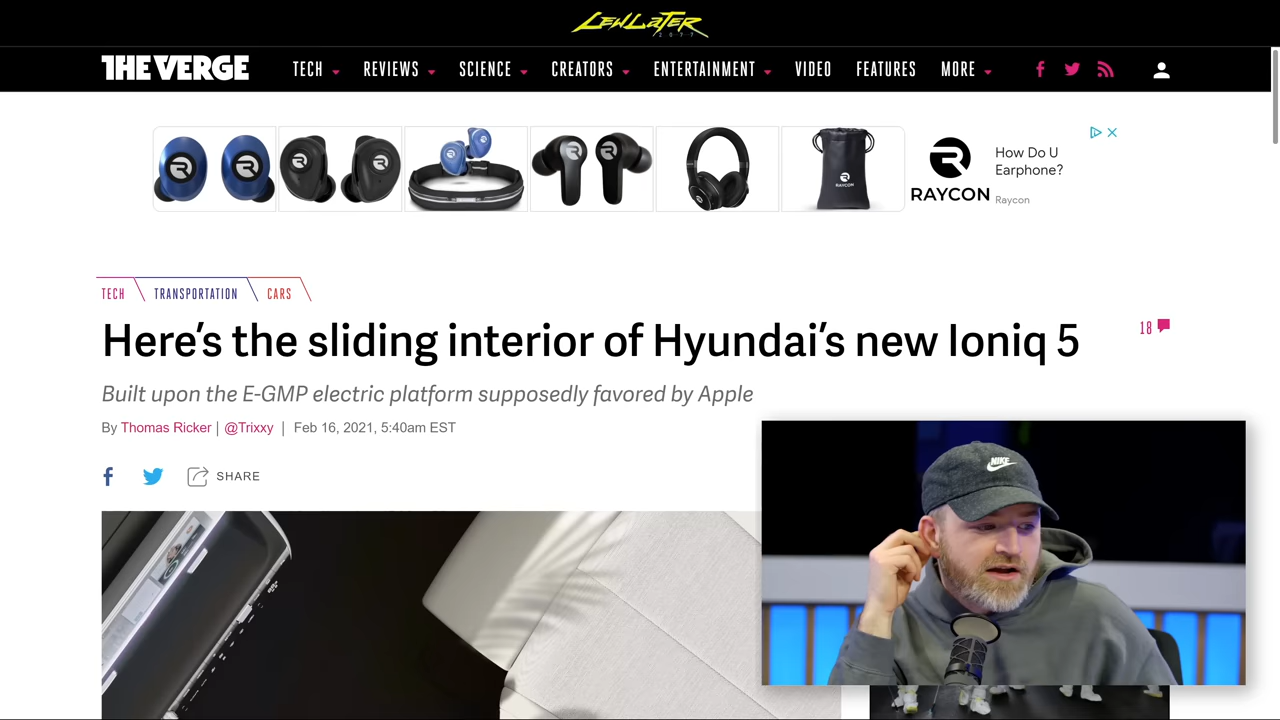 LEWLATER
2077
THE VERGE
TECH
REVIEWS
SCIENCE
CREATORS
ENTERTAINMENT
VIDEO
FEATURES
MORE
RAYCON
RAYCON
How Do U
Earphone?
Raycon
TECH
TRANSPORTATION
CARS
Here's the sliding interior of Hyundai's new Ioniq 5
18
Built upon the E-GMP electric platform supposedly favored by Apple
By Thomas Ricker | @Trixxy | Feb 16, 2021, 5:40am EST
SHARE
NIKE